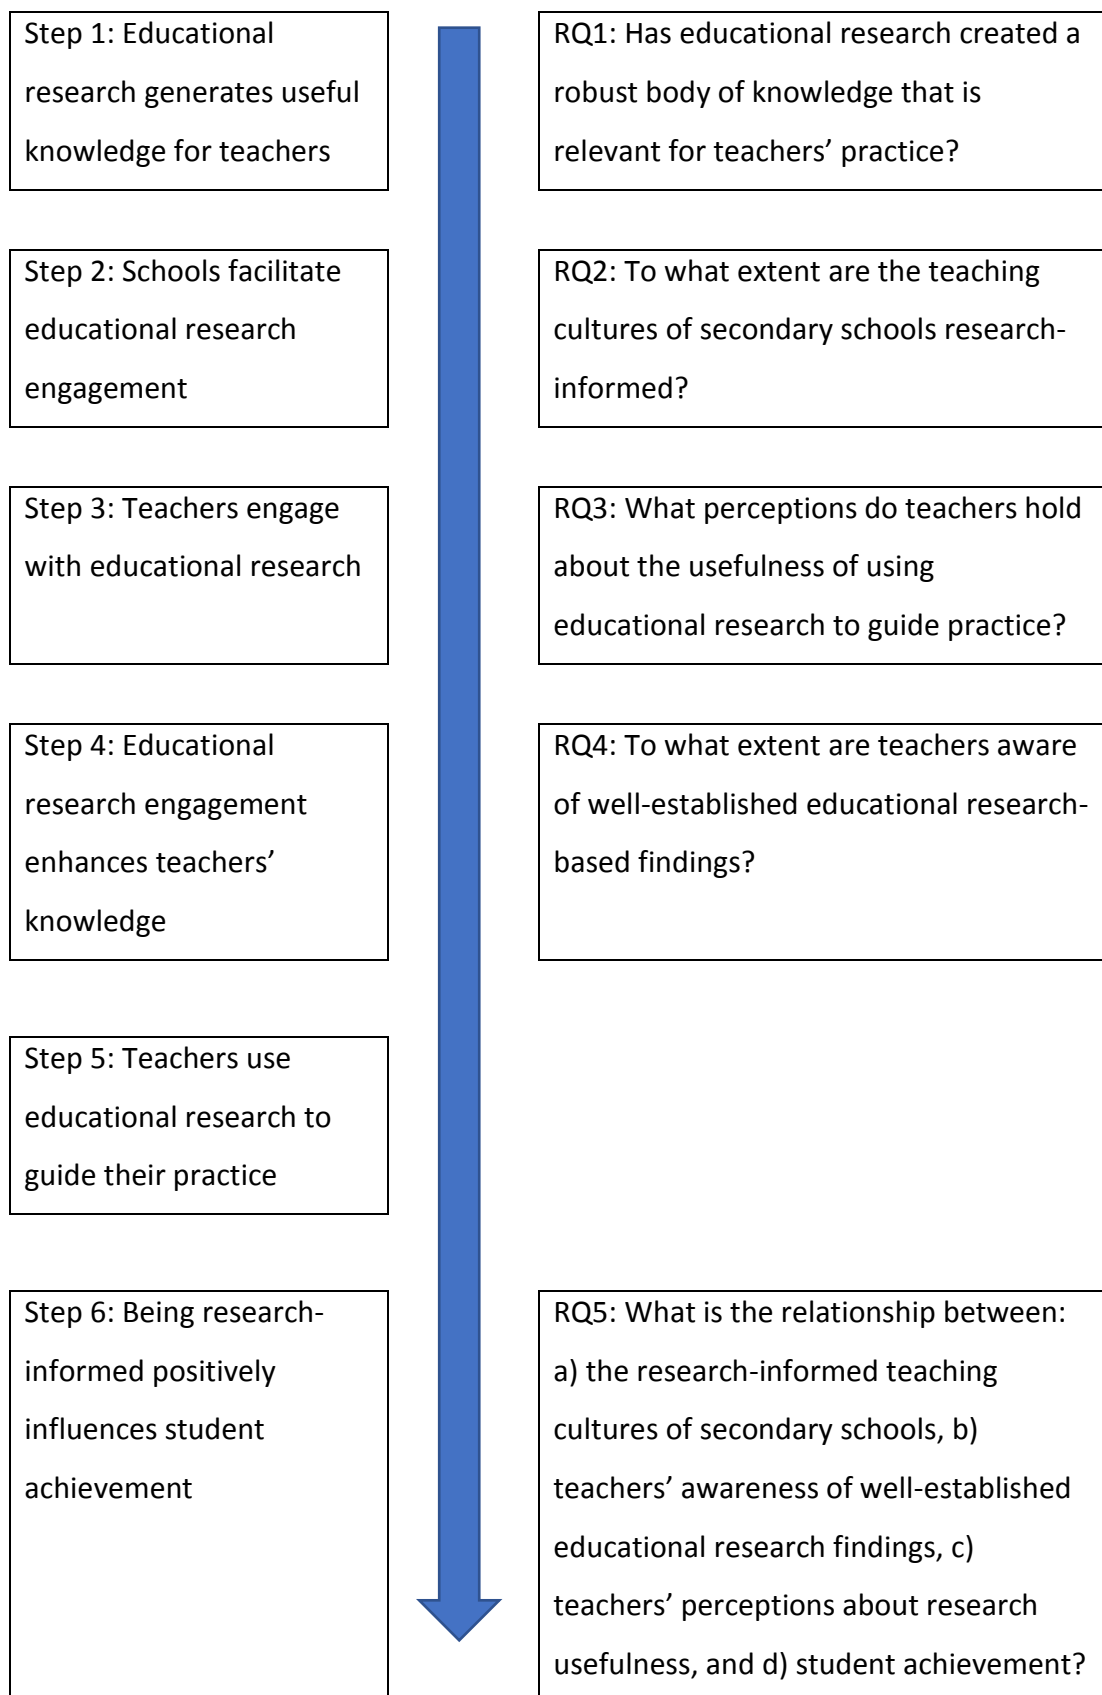 Step 1: Educational
research generates useful
knowledge for teachers
RQ1: Has educational research created a
robust body of knowledge that is
relevant for teachers’ practice?
Step 2: Schools facilitate
educational research
engagement
RQ2: To what extent are the teaching
cultures of secondary schools research-
informed?
Step 3: Teachers engage
with educational research
RQ3: What perceptions do teachers hold
about the usefulness of using
educational research to guide practice?
Step 4: Educational
research engagement
enhances teachers’
knowledge
RQ4: To what extent are teachers aware
of well-established educational research-
based findings?
Step 5: Teachers use
educational research to
guide their practice
Step 6: Being research-
informed positively
influences student
achievement
RQ5: What is the relationship between:
a) the research-informed teaching
cultures of secondary schools, b)
teachers’ awareness of well-established
educational research findings, c)
teachers’ perceptions about research
usefulness, and d) student achievement?